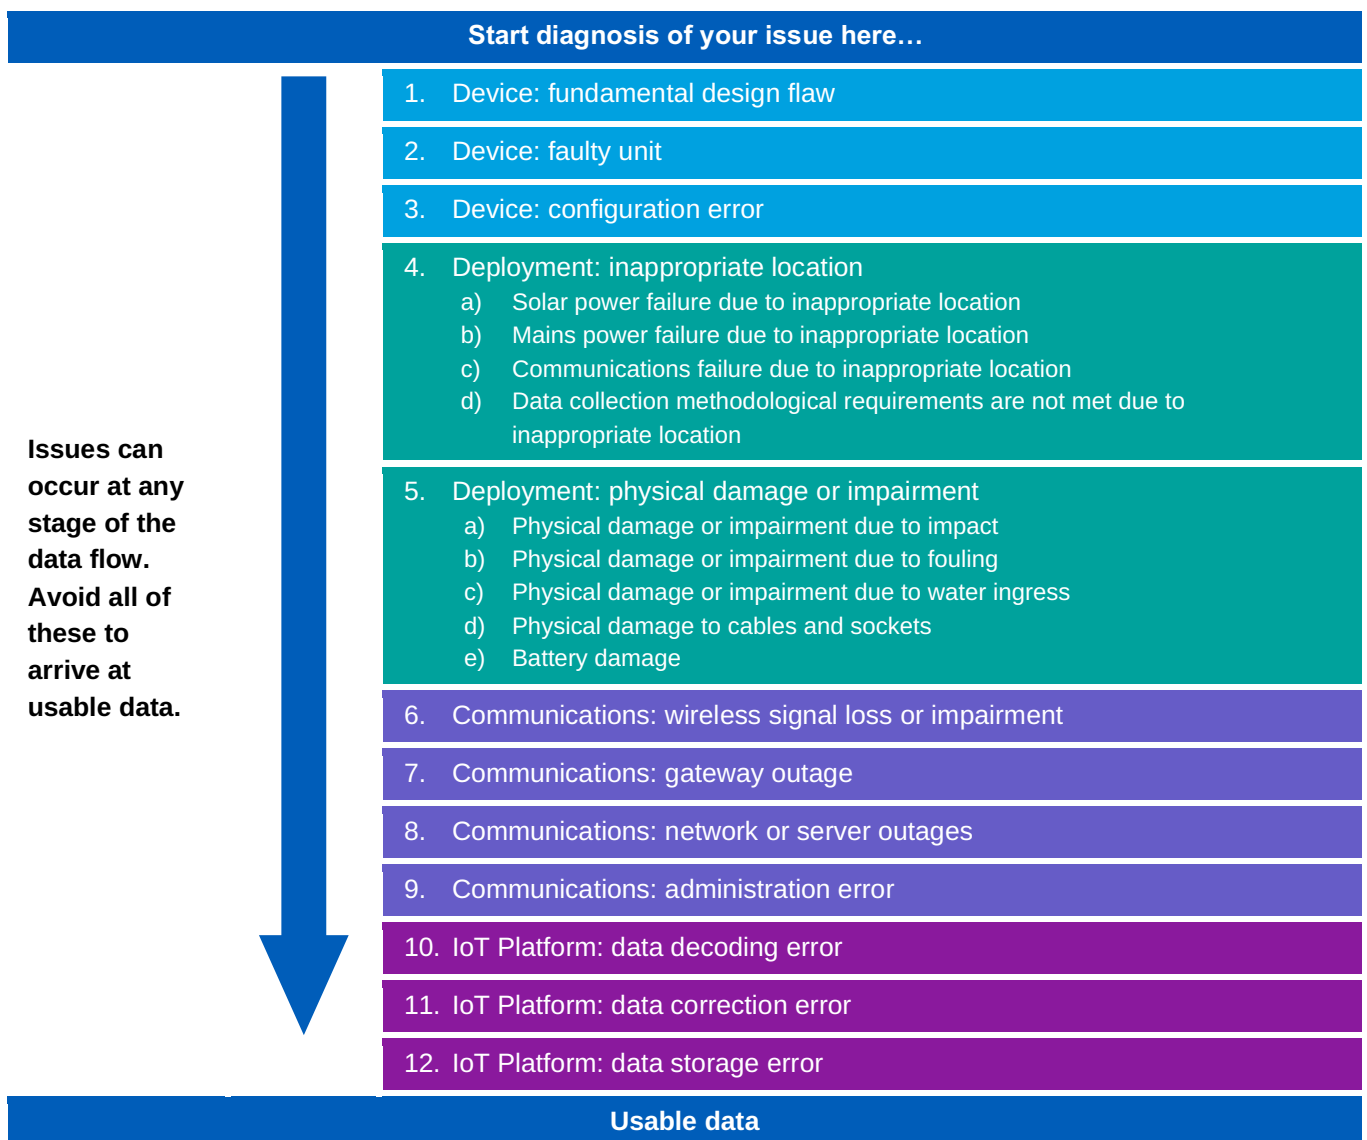 Start diagnosis of your issue here…
Issues can
occur at any
stage of the
data flow.
Avoid all of
these to
arrive at
usable data.
1. Device: fundamental design flaw
2. Device: faulty unit
3. Device: configuration error
4. Deployment: inappropriate location
a) Solar power failure due to inappropriate location
b) Mains power failure due to inappropriate location
c) Communications failure due to inappropriate location
d) Data collection methodological requirements are not met due to
inappropriate location
5. Deployment: physical damage or impairment
a) Physical damage or impairment due to impact
b) Physical damage or impairment due to fouling
c) Physical damage or impairment due to water ingress
d) Physical damage to cables and sockets
e) Battery damage
6. Communications: wireless signal loss or impairment
7. Communications: gateway outage
8. Communications: network or server outages
9. Communications: administration error
10. IoT Platform: data decoding error
11. IoT Platform: data correction error
12. IoT Platform: data storage error
Usable data